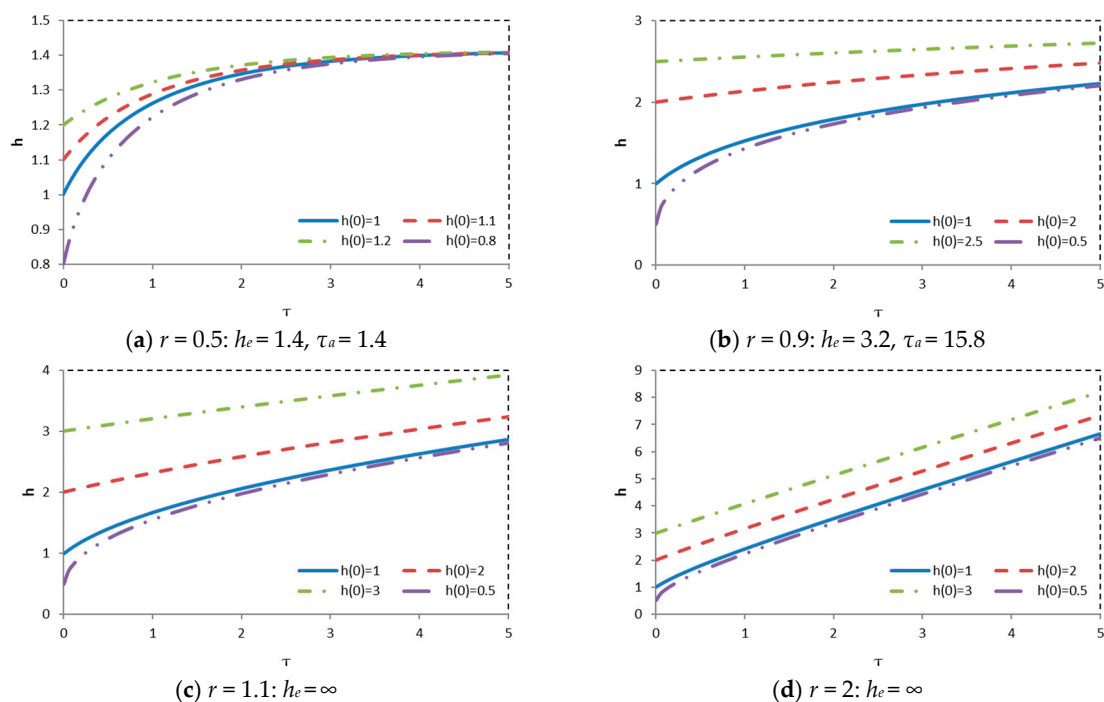 1.5
1.4
1.3
1.2
1.1
1
0.9
0.8
h
0 1 2 3 4 5
τ
h(0)=1 h(0)=1.1
h(0)=1.2 h(0)=0.8
(a) r = 0.5: he = 1.4, τa = 1.4
3
2
1
0
h
0 1 2 3 4 5
τ
h(0)=1 h(0)=2
h(0)=2.5 h(0)=0.5
(b) r = 0.9: he = 3.2, τa = 15.8
4
3
2
1
0
h
0 1 2 3 4 5
τ
h(0)=1 h(0)=2
h(0)=3 h(0)=0.5
(c) r = 1.1: he = ∞
9
8
7
6
5
4
3
2
1
0
h
0 1 2 3 4 5
τ
h(0)=1 h(0)=2
h(0)=3 h(0)=0.5
(d) r = 2: he = ∞